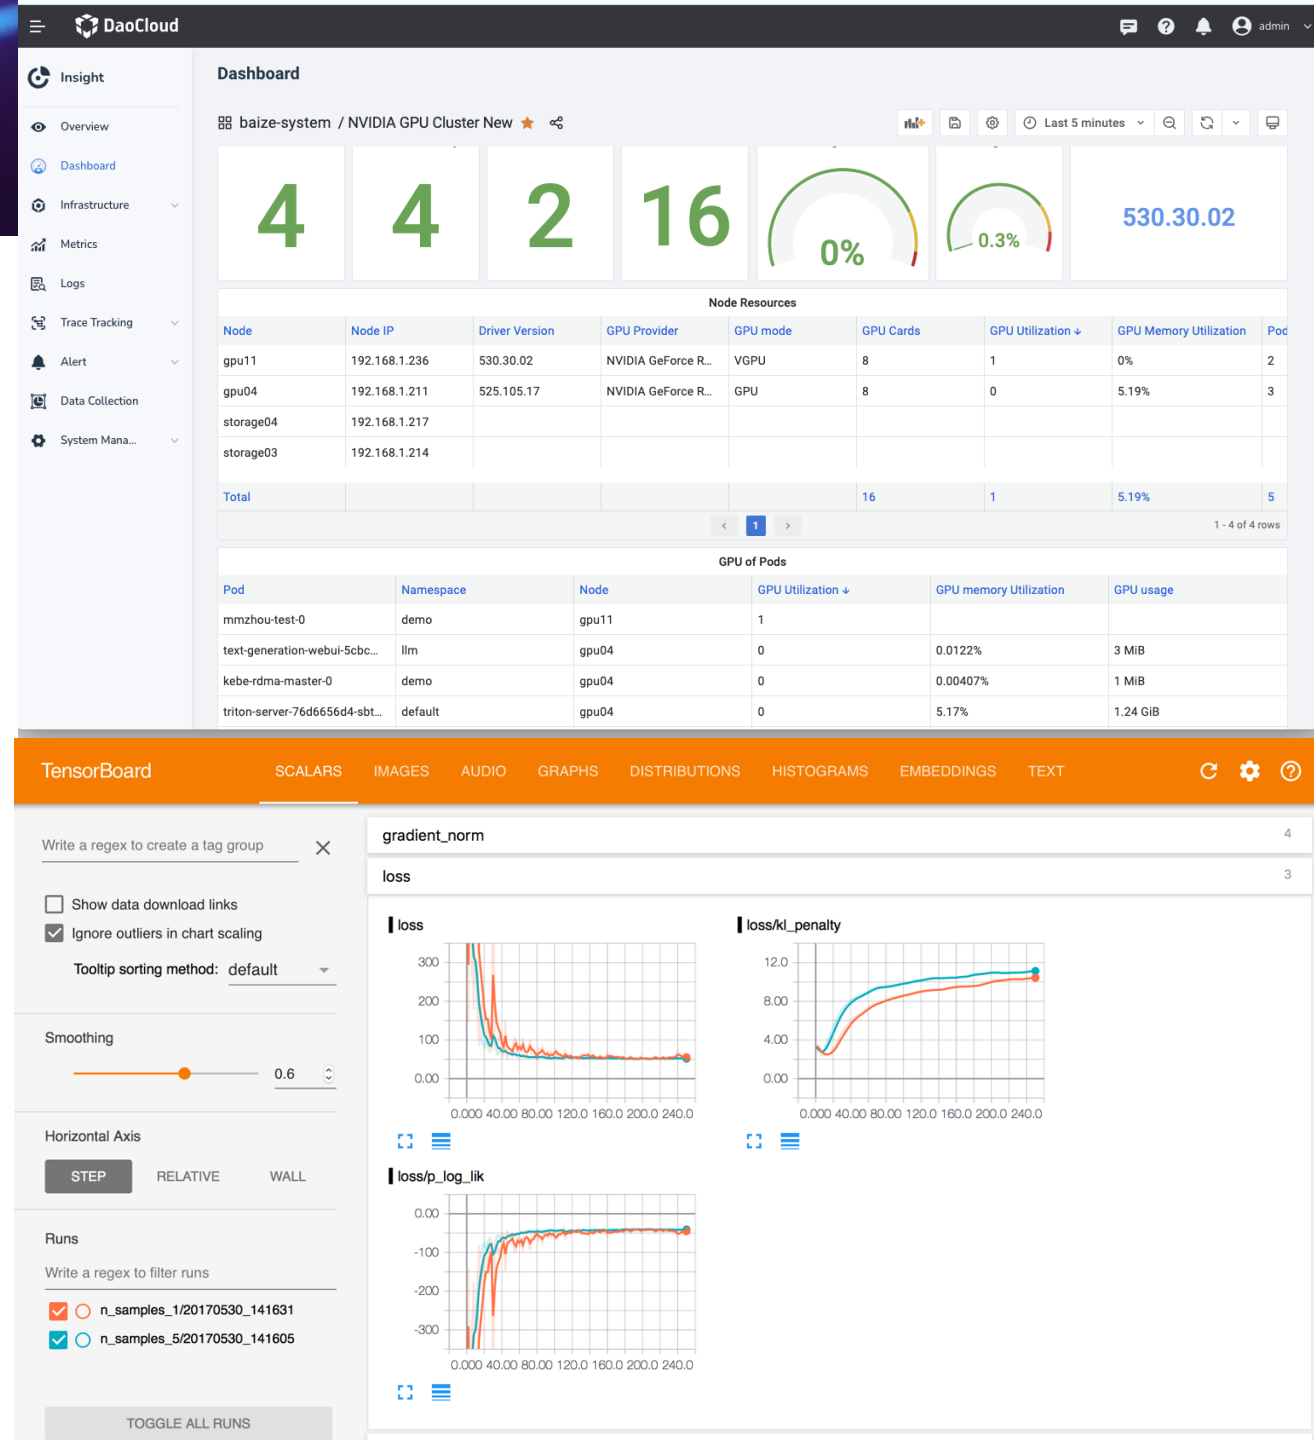 DaoCloud
admin
Insight
Dashboard
Overview
Dashboard
Infrastructure
Metrics
Logs
Trace Tracking
Alert
Data Collection
System Mana...
baize-system / NVIDIA GPU Cluster New
Last 5 minutes
4 4 2 16 0% 0.3% 530.30.02
Node Resources
Node Node IP Driver Version GPU Provider GPU mode GPU Cards GPU Utilization GPU Memory Utilization Pod
gpu11 192.168.1.236 530.30.02 NVIDIA GeForce R... VGPU 8 1 0% 2
gpu04 192.168.1.211 525.105.17 NVIDIA GeForce R... GPU 8 0 5.19% 3
storage04 192.168.1.217
storage03 192.168.1.214
Total 16 1 5.19% 5
1
1 - 4 of 4 rows
GPU of Pods
Pod Namespace Node GPU Utilization GPU memory Utilization GPU usage
mmzhou-test-0 demo gpu11 1
text-generation-webui-5cbc... llm gpu04 0 0.0122% 3 MiB
kebe-rdma-master-0 demo gpu04 0 0.00407% 1 MiB
triton-server-76d6656d4-sbt... default gpu04 0 5.17% 1.24 GiB
TensorBoard
SCALARS IMAGES AUDIO GRAPHS DISTRIBUTIONS HISTOGRAMS EMBEDDINGS TEXT
Write a regex to create a tag group
Show data download links
Ignore outliers in chart scaling
Tooltip sorting method: default
Smoothing
0.6
Horizontal Axis
STEP RELATIVE WALL
Runs
Write a regex to filter runs
n_samples_1/20170530_141631
n_samples_5/20170530_141605
TOGGLE ALL RUNS
gradient_norm 4
loss 3
loss
300
200
100
0.00
0.000 40.00 80.00 120.0 160.0 200.0 240.0
loss/kl_penalty
12.0
8.00
4.00
0.00
0.000 40.00 80.00 120.0 160.0 200.0 240.0
loss/p_log_lik
0.00
-100
-200
-300
0.000 40.00 80.00 120.0 160.0 200.0 240.0